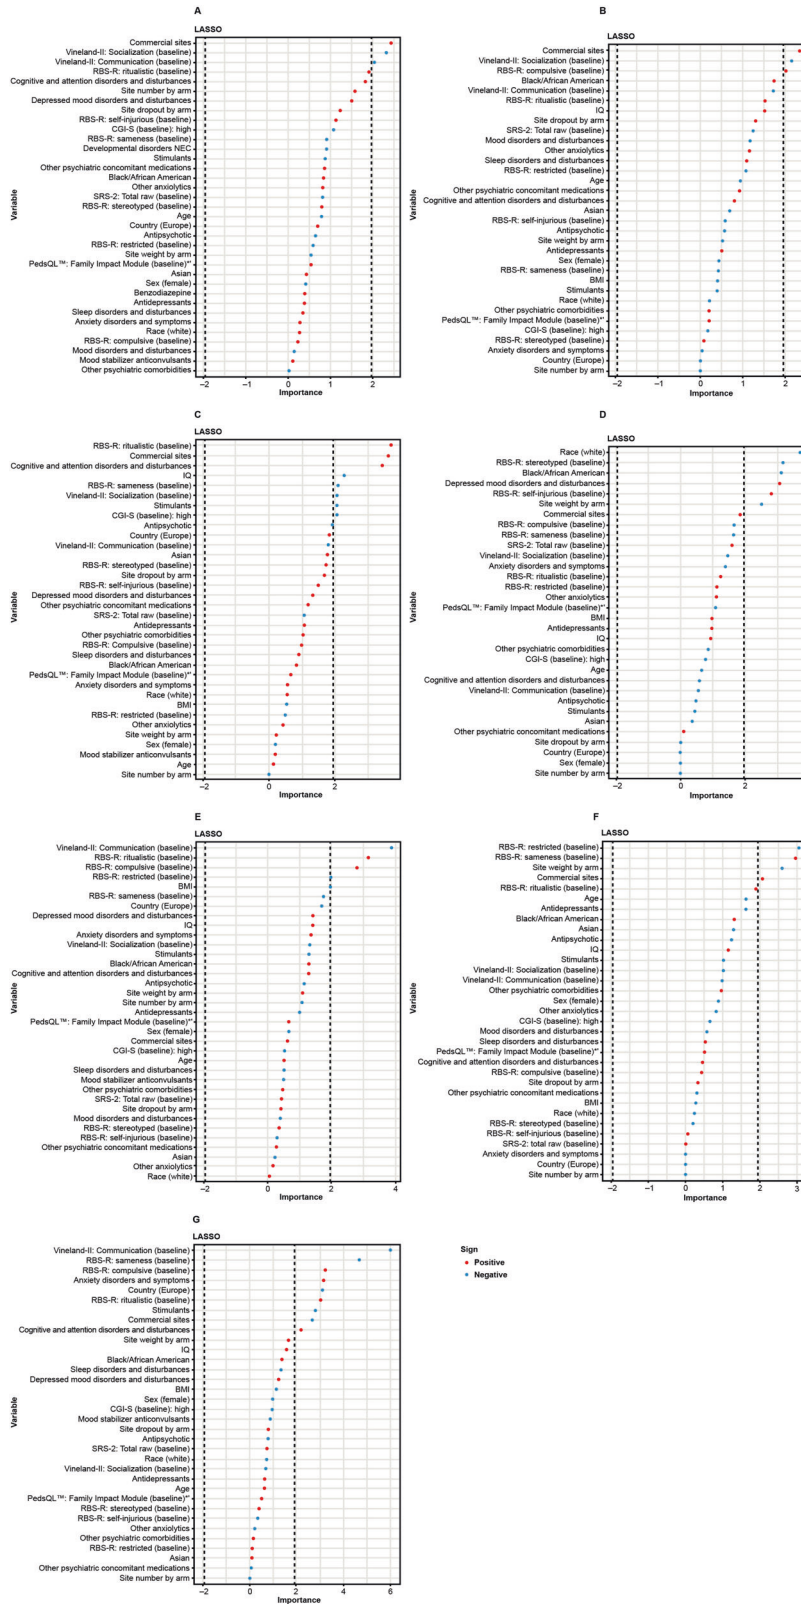 A
LASSO
Commercial sites
Vineland-II: Socialization (baseline)
Vineland-II: Communication (baseline)
RBS-R: ritualistic (baseline)
Cognitive and attention disorders and disturbances
Site number by arm
Depressed mood disorders and disturbances
Site dropout by arm
RBS-R: self-injurious (baseline)
CGI-S (baseline): high
RBS-R: sameness (baseline)
Developmental disorders NEC
Stimulants
Other psychiatric concomitant medications
Black/African American
Other anxiolytics
SRS-2: Total raw (baseline)
RBS-R: stereotyped (baseline)
Age
Country (Europe)
Antipsychotic
RBS-R: restricted (baseline)
Site weight by arm
PedsQL™: Family Impact Module (baseline)*'
Asian
Sex (female)
Benzodiazepine
Antidepressants
Sleep disorders and disturbances
Anxiety disorders and symptoms
Race (white)
RBS-R: compulsive (baseline)
Mood disorders and disturbances
Mood stabilizer anticonvulsants
Other psychiatric comorbidities
Variable
−2 −1 0 1 2
Importance
B
LASSO
Commercial sites
Vineland-II: Socialization (baseline)
RBS-R: compulsive (baseline)
Black/African American
Vineland-II: Communication (baseline)
RBS-R: ritualistic (baseline)
IQ
Site dropout by arm
SRS-2: Total raw (baseline)
Mood disorders and disturbances
Other anxiolytics
Sleep disorders and disturbances
RBS-R: restricted (baseline)
Age
Other psychiatric concomitant medications
Cognitive and attention disorders and disturbances
Asian
RBS-R: self-injurious (baseline)
Antipsychotic
Site weight by arm
Antidepressants
Sex (female)
RBS-R: sameness (baseline)
BMI
Stimulants
Race (white)
Other psychiatric comorbidities
PedsQL™: Family Impact Module (baseline)*'
CGI-S (baseline): high
RBS-R: stereotyped (baseline)
Anxiety disorders and symptoms
Country (Europe)
Site number by arm
Variable
−2 −1 0 1 2
Importance
C
LASSO
RBS-R: ritualistic (baseline)
Commercial sites
Cognitive and attention disorders and disturbances
IQ
RBS-R: sameness (baseline)
Vineland-II: Socialization (baseline)
Stimulants
CGI-S (baseline): high
Antipsychotic
Country (Europe)
Vineland-II: Communication (baseline)
Asian
RBS-R: stereotyped (baseline)
Site dropout by arm
RBS-R: self-injurious (baseline)
Depressed mood disorders and disturbances
Other psychiatric concomitant medications
SRS-2: Total raw (baseline)
Antidepressants
Other psychiatric comorbidities
RBS-R: Compulsive (baseline)
Sleep disorders and disturbances
Black/African American
PedsQL™: Family Impact Module (baseline)*'
Anxiety disorders and symptoms
Race (white)
BMI
RBS-R: restricted (baseline)
Other anxiolytics
Site weight by arm
Sex (female)
Mood stabilizer anticonvulsants
Age
Site number by arm
Variable
−2 0 2
Importance
D
LASSO
Race (white)
RBS-R: stereotyped (baseline)
Black/African American
Depressed mood disorders and disturbances
RBS-R: self-injurious (baseline)
Site weight by arm
Commercial sites
RBS-R: compulsive (baseline)
RBS-R: sameness (baseline)
SRS-2: Total raw (baseline)
Vineland-II: Socialization (baseline)
Anxiety disorders and symptoms
RBS-R: ritualistic (baseline)
RBS-R: restricted (baseline)
Other anxiolytics
PedsQL™: Family Impact Module (baseline)*'
BMI
Antidepressants
IQ
Other psychiatric comorbidities
CGI-S (baseline): high
Age
Cognitive and attention disorders and disturbances
Vineland-II: Communication (baseline)
Antipsychotic
Stimulants
Asian
Other psychiatric concomitant medications
Site dropout by arm
Country (Europe)
Sex (female)
Site number by arm
Variable
−2 0 2
Importance
E
LASSO
Vineland-II: Communication (baseline)
RBS-R: ritualistic (baseline)
RBS-R: compulsive (baseline)
RBS-R: restricted (baseline)
BMI
RBS-R: sameness (baseline)
Country (Europe)
Depressed mood disorders and disturbances
IQ
Anxiety disorders and symptoms
Vineland-II: Socialization (baseline)
Stimulants
Black/African American
Cognitive and attention disorders and disturbances
Antipsychotic
Site weight by arm
Site number by arm
Antidepressants
PedsQL™: Family Impact Module (baseline)*'
Sex (female)
Commercial sites
CGI-S (baseline): high
Age
Sleep disorders and disturbances
Mood stabilizer anticonvulsants
Other psychiatric comorbidities
SRS-2: Total raw (baseline)
Site dropout by arm
Mood disorders and disturbances
RBS-R: stereotyped (baseline)
RBS-R: self-injurious (baseline)
Other psychiatric concomitant medications
Asian
Other anxiolytics
Race (white)
Variable
−2 0 2 4
Importance
F
LASSO
RBS-R: restricted (baseline)
RBS-R: sameness (baseline)
Site weight by arm
Commercial sites
RBS-R: ritualistic (baseline)
Age
Antidepressants
Black/African American
Asian
Antipsychotic
IQ
Stimulants
Vineland-II: Socialization (baseline)
Vineland-II: Communication (baseline)
Other psychiatric comorbidities
Sex (female)
Other anxiolytics
CGI-S (baseline): high
Mood disorders and disturbances
Sleep disorders and disturbances
PedsQL™: Family Impact Module (baseline)*'
Cognitive and attention disorders and disturbances
RBS-R: compulsive (baseline)
Site dropout by arm
Other psychiatric concomitant medications
BMI
Race (white)
RBS-R: stereotyped (baseline)
RBS-R: self-injurious (baseline)
SRS-2: total raw (baseline)
Anxiety disorders and symptoms
Country (Europe)
Site number by arm
Variable
−2 −1 0 1 2 3
Importance
G
LASSO
Vineland-II: Communication (baseline)
RBS-R: sameness (baseline)
RBS-R: compulsive (baseline)
Anxiety disorders and symptoms
Country (Europe)
RBS-R: ritualistic (baseline)
Stimulants
Commercial sites
Cognitive and attention disorders and disturbances
Site weight by arm
IQ
Black/African American
Sleep disorders and disturbances
Depressed mood disorders and disturbances
BMI
Sex (female)
CGI-S (baseline): high
Mood stabilizer anticonvulsants
Site dropout by arm
Antipsychotic
SRS-2: Total raw (baseline)
Race (white)
Vineland-II: Socialization (baseline)
Antidepressants
Age
PedsQL™: Family Impact Module (baseline)*'
RBS-R: stereotyped (baseline)
RBS-R: self-injurious (baseline)
Other anxiolytics
Other psychiatric comorbidities
RBS-R: restricted (baseline)
Asian
Other psychiatric concomitant medications
Site number by arm
Variable
−2 0 2 4 6
Importance
Sign
Positive
Negative